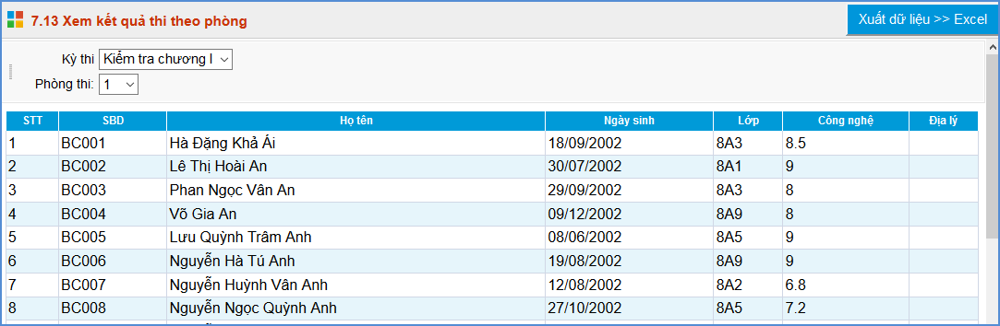 7.13 Xem kết quả thi theo phòng
Xuất dữ liệu >> Excel
Kỳ thi Kiểm tra chương I
Phòng thi: 1
STT SBD Họ tên Ngày sinh Lớp Công nghệ Địa lý
1 BC001 Hà Đặng Khả Ái 18/09/2002 8A3 8.5
2 BC002 Lê Thị Hoài An 30/07/2002 8A1 9
3 BC003 Phan Ngọc Vân An 29/09/2002 8A3 8
4 BC004 Võ Gia An 09/12/2002 8A9 8
5 BC005 Lưu Quỳnh Trâm Anh 08/06/2002 8A5 9
6 BC006 Nguyễn Hà Tú Anh 19/08/2002 8A9 9
7 BC007 Nguyễn Huỳnh Vân Anh 12/08/2002 8A2 6.8
8 BC008 Nguyễn Ngọc Quỳnh Anh 27/10/2002 8A5 7.2